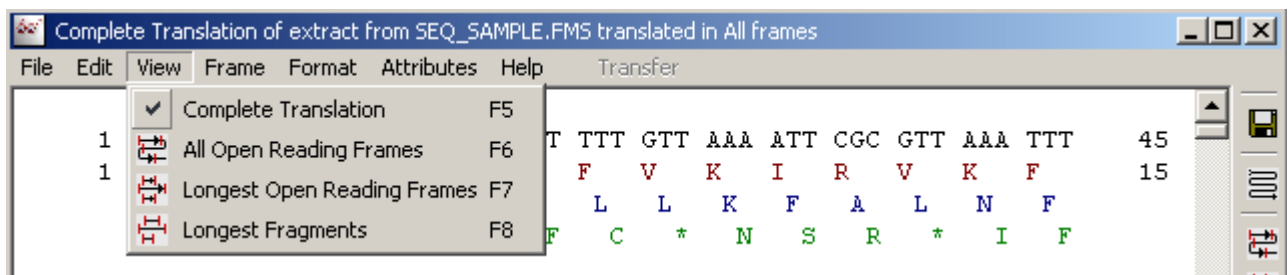 Complete Translation of extract from SEQ_SAMPLE.FMS translated in All frames
File Edit View Frame Format Attributes Help Transfer
Complete Translation F5
1 T TTT GTT AAA ATT CGC GTT AAA TTT 45
All Open Reading Frames F6
1 F V K I R V K F 15
Longest Open Reading Frames F7
L L K F A L N F
Longest Fragments F8
F C * N S R * I F